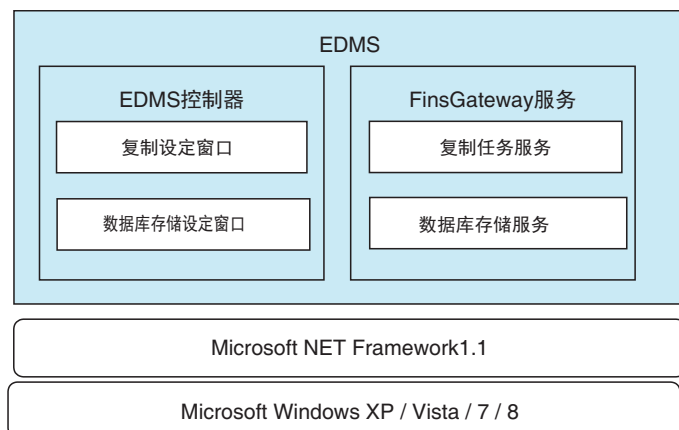 EDMS
EDMS控制器
复制设定窗口
数据库存储设定窗口
FinsGateway服务
复制任务服务
数据库存储服务
Microsoft NET Framework1.1
Microsoft Windows XP / Vista / 7 / 8